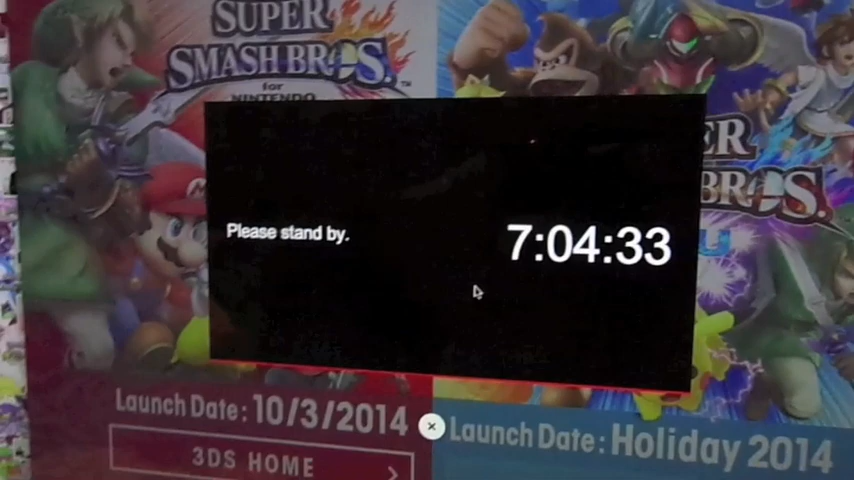 SUPER
SMASH BROS.
for
NINTENDO
ER
BROS.
U
Please stand by.
7:04:33
Launch Date: 10/3/2014
Launch Date: Holiday 2014
3DS HOME